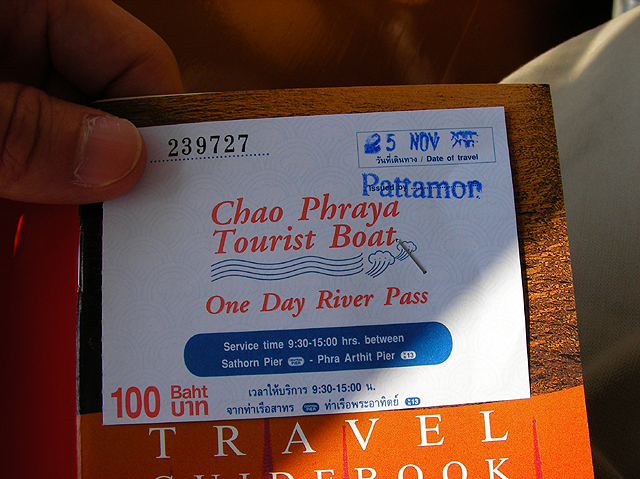 239727
25 NOV
วันที่เดินทาง / Date of travel
Issued by Pattamon
Chao Phraya
Tourist Boat
One Day River Pass
Service time 9:30-15:00 hrs. between
Sathorn Pier - Phra Arthit Pier N13
100 Baht บาท
เวลาให้บริการ 9:30-15:00 น.
จากท่าเรือสาทร ท่าเรือพระอาทิตย์ N13
TRAVEL
GUIDEBOOK